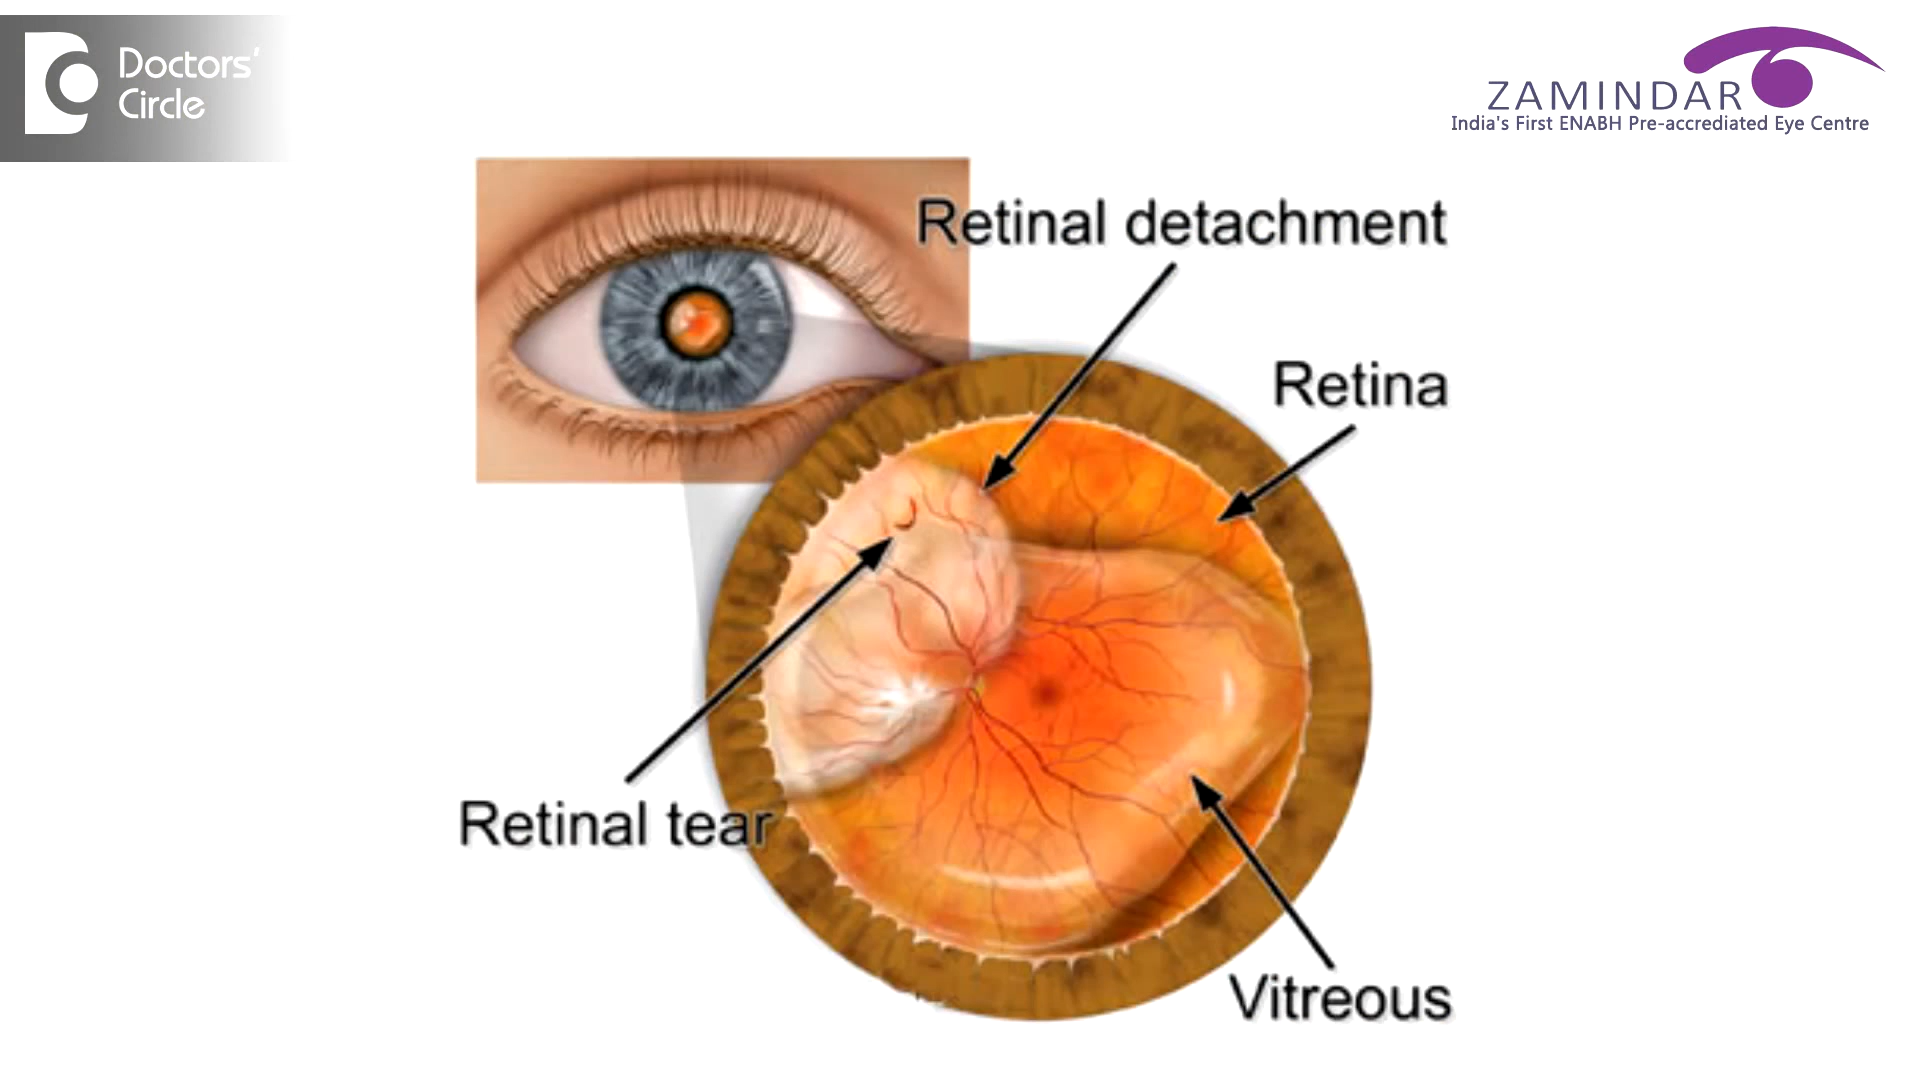 Doctors'
Circle
ZAMINDAR
India's First ENABH Pre-accrediated Eye Centre
Retinal detachment
Retina
Retinal tear
Vitreous